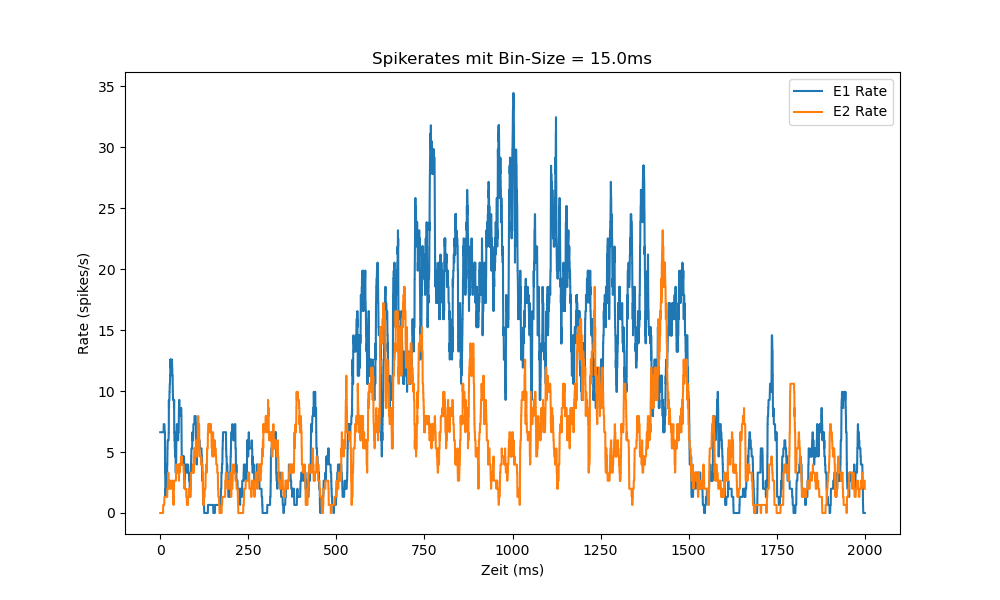 Spikerates mit Bin-Size = 15.0ms
E1 Rate
E2 Rate
Rate (spikes/s)
35
30
25
20
15
10
5
0
0 250 500 750 1000 1250 1500 1750 2000
Zeit (ms)